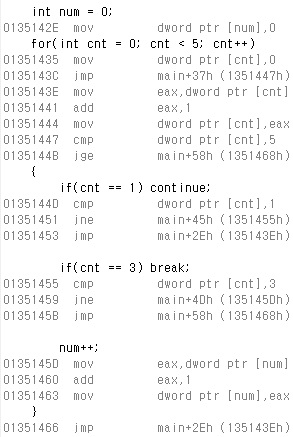 int num = 0;
0135142E mov dword ptr [num],0
for(int cnt = 0; cnt < 5; cnt++)
01351435 mov dword ptr [cnt],0
0135143C jmp main+37h (1351447h)
0135143E mov eax,dword ptr [cnt]
01351441 add eax,1
01351444 mov dword ptr [cnt],eax
01351447 cmp dword ptr [cnt],5
0135144B jge main+58h (1351468h)
{
if(cnt == 1) continue;
0135144D cmp dword ptr [cnt],1
01351451 jne main+45h (1351455h)
01351453 jmp main+2Eh (135143Eh)
if(cnt == 3) break;
01351455 cmp dword ptr [cnt],3
01351459 jne main+4Dh (135145Dh)
0135145B jmp main+58h (1351468h)
num++;
0135145D mov eax,dword ptr [num]
01351460 add eax,1
01351463 mov dword ptr [num],eax
}
01351466 jmp main+2Eh (135143Eh)